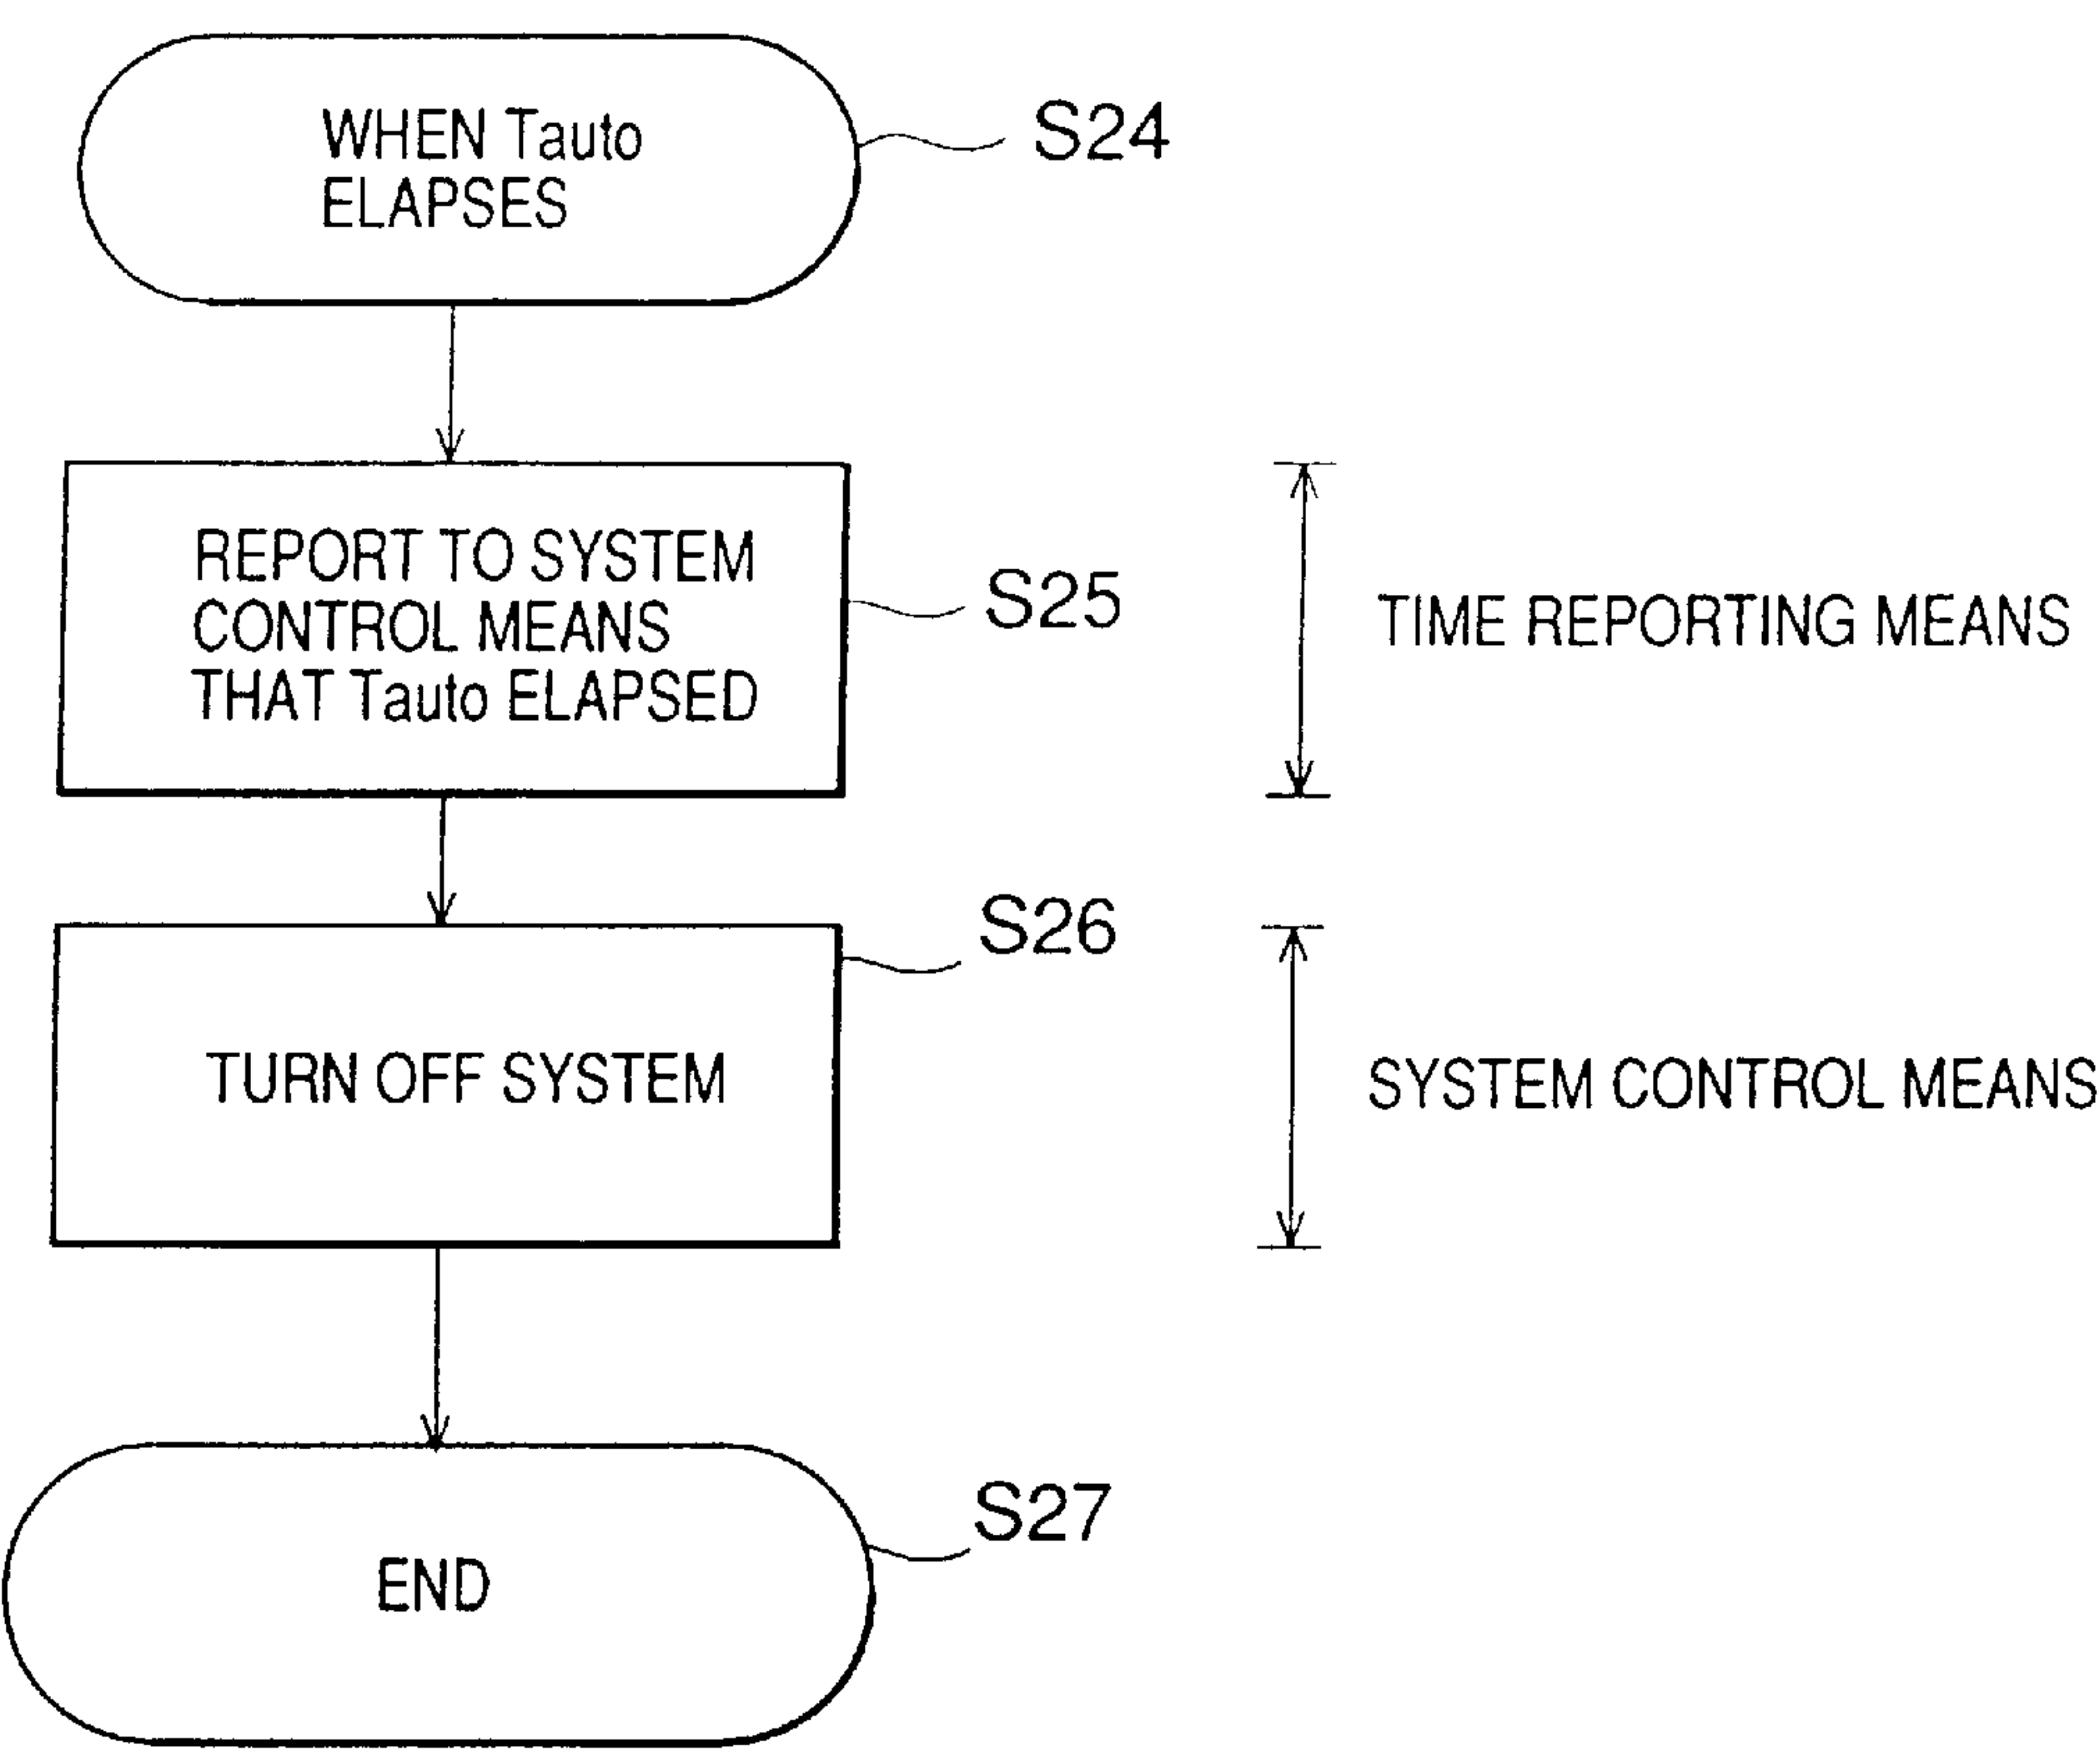 WHEN Tauto
ELAPSES
S24
REPORT TO SYSTEM
CONTROL MEANS
THAT Tauto ELAPSED
S25
TIME REPORTING MEANS
TURN OFF SYSTEM
S26
SYSTEM CONTROL MEANS
END
S27